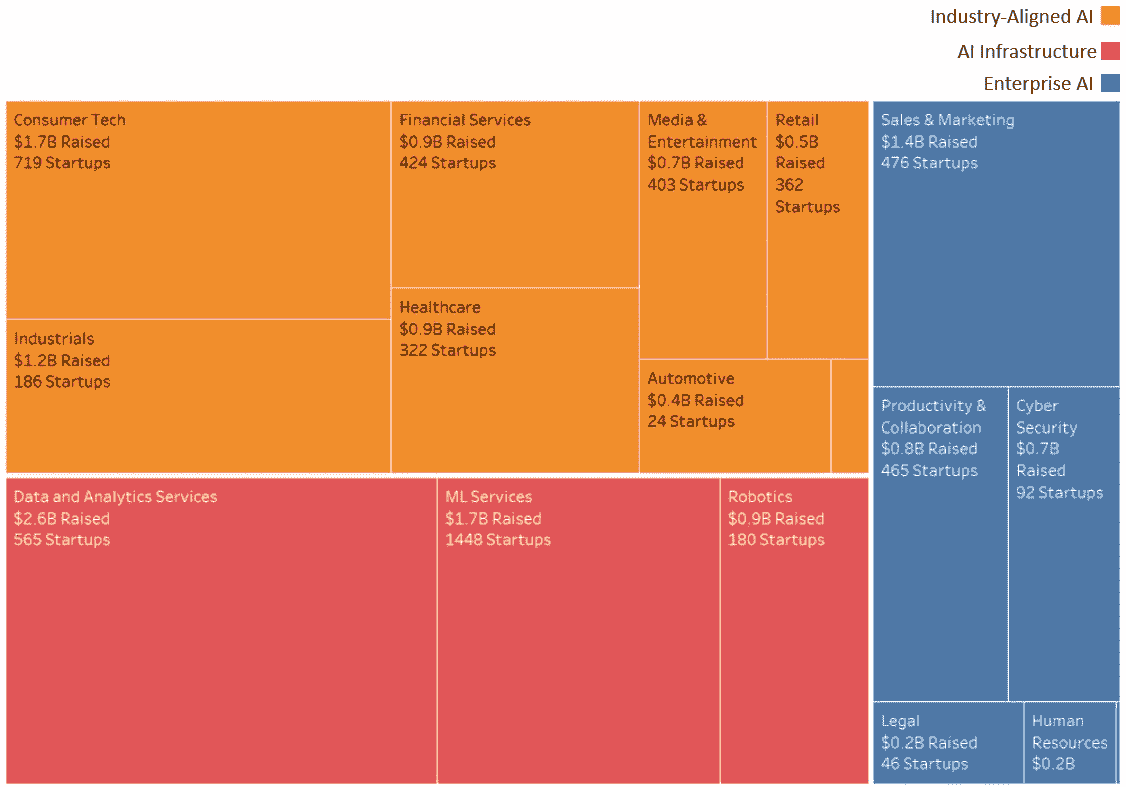 Industry-Aligned AI
AI Infrastructure
Enterprise AI
Consumer Tech
$1.7B Raised
719 Startups
Financial Services
$0.9B Raised
424 Startups
Media &
Entertainment
$0.7B Raised
403 Startups
Retail
$0.5B
Raised
362
Startups
Sales & Marketing
$1.4B Raised
476 Startups
Industrials
$1.2B Raised
186 Startups
Healthcare
$0.9B Raised
322 Startups
Automotive
$0.4B Raised
24 Startups
Productivity &
Collaboration
$0.8B Raised
465 Startups
Cyber
Security
$0.7B
Raised
92 Startups
Data and Analytics Services
$2.6B Raised
565 Startups
ML Services
$1.7B Raised
1448 Startups
Robotics
$0.9B Raised
180 Startups
Legal
$0.2B Raised
46 Startups
Human
Resources
$0.2B